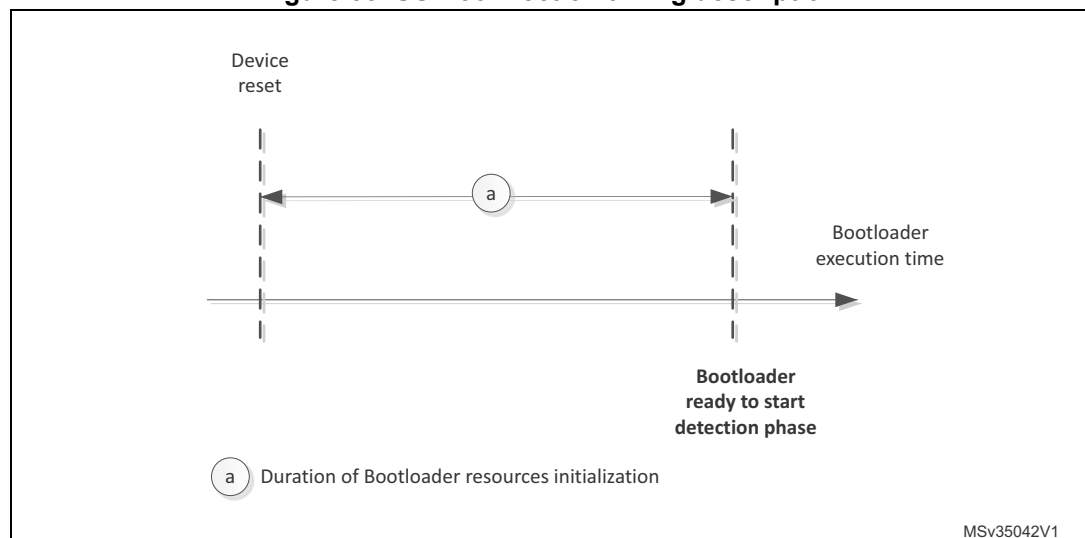 Device
reset
a
Bootloader
execution time
Bootloader
ready to start
detection phase
a Duration of Bootloader resources initialization
MSv35042V1